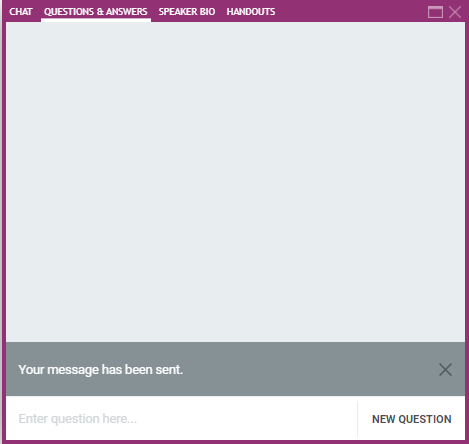 CHAT QUESTIONS & ANSWERS SPEAKER BIO HANDOUTS
Your message has been sent.
Enter question here... NEW QUESTION